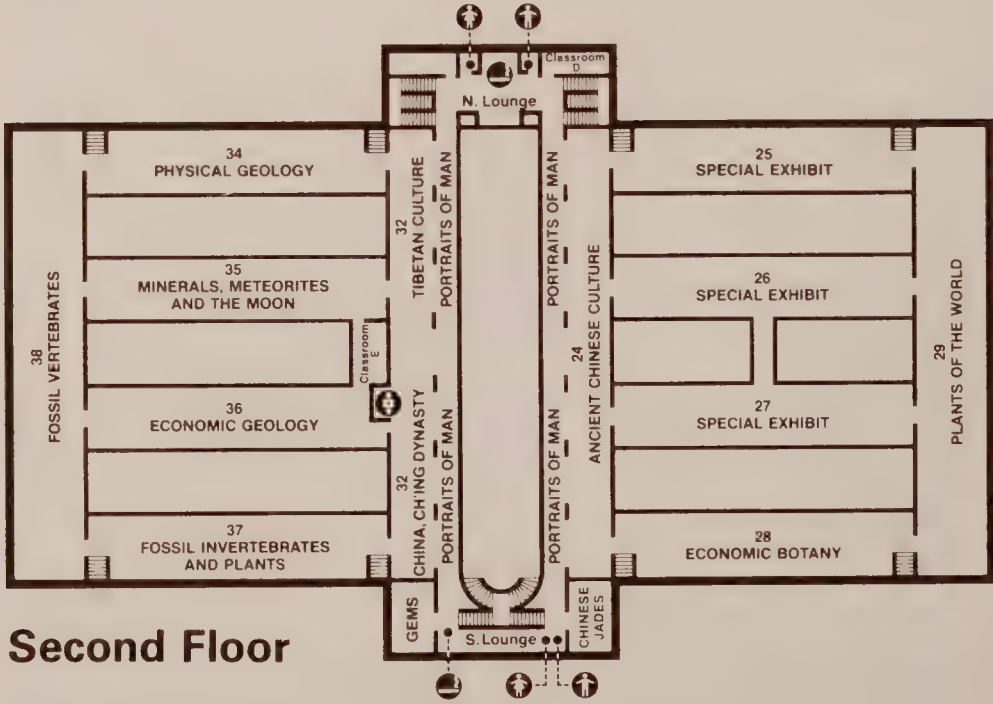 Classroom
D
N. Lounge
34
PHYSICAL GEOLOGY
35
MINERALS, METEORITES
AND THE MOON
Classroom
E
36
ECONOMIC GEOLOGY
37
FOSSIL INVERTEBRATES
AND PLANTS
38
FOSSIL VERTEBRATES
32
TIBETAN CULTURE
32
CHINA, CH'ING DYNASTY
PORTRAITS OF MAN
PORTRAITS OF MAN
PORTRAITS OF MAN
PORTRAITS OF MAN
24
ANCIENT CHINESE CULTURE
25
SPECIAL EXHIBIT
26
SPECIAL EXHIBIT
27
SPECIAL EXHIBIT
28
ECONOMIC BOTANY
29
PLANTS OF THE WORLD
GEMS
S. Lounge
CHINESE
JADES
Second Floor